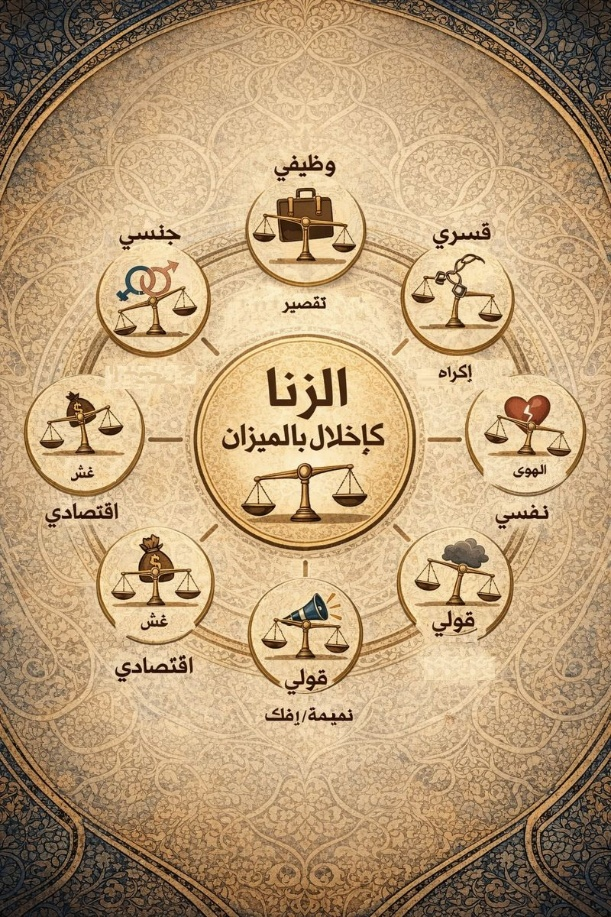 وظيفي
قسري
جنسي
تقصير
إكراه
الزنا
كإخلال بالميزان
$
غش
الهوى
اقتصادي
نفسي
$
غش
قولي
اقتصادي
قولي
نميمة/إفك